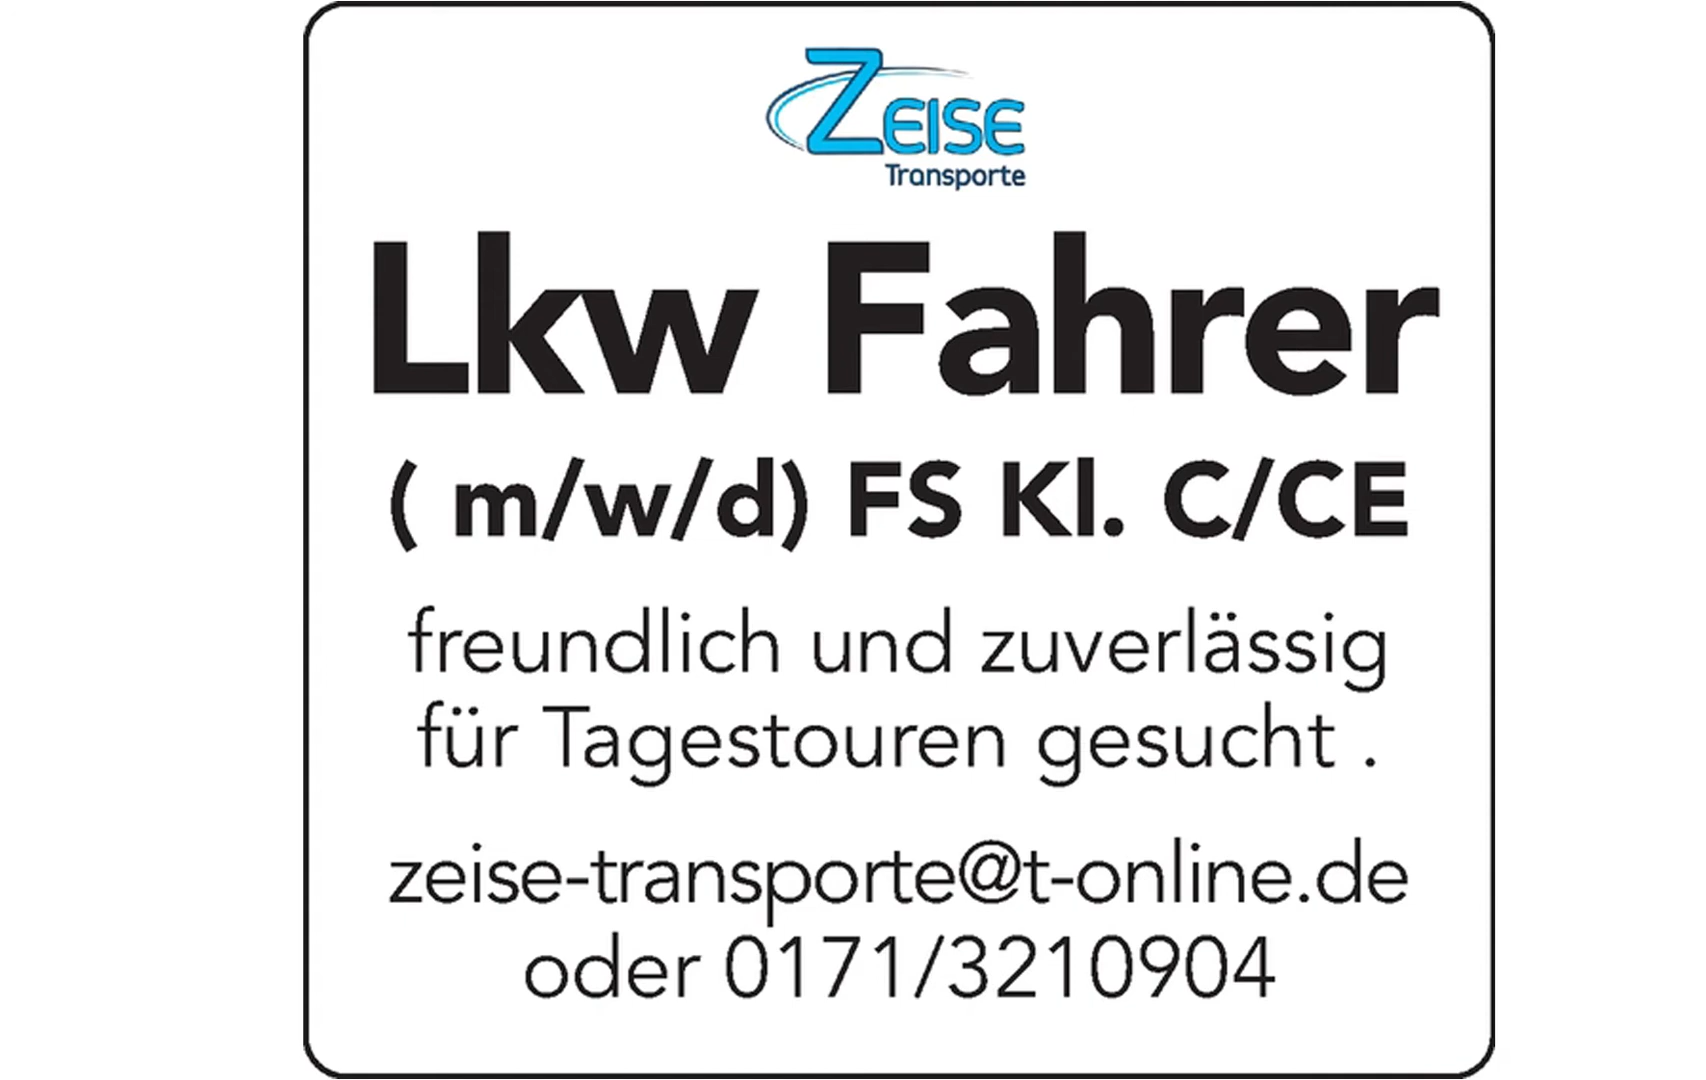 ZEISE
Transporte
Lkw Fahrer
( m/w/d) FS Kl. C/CE
freundlich und zuverlässig
für Tagestouren gesucht .
zeise-transporte@t-online.de
oder 0171/3210904